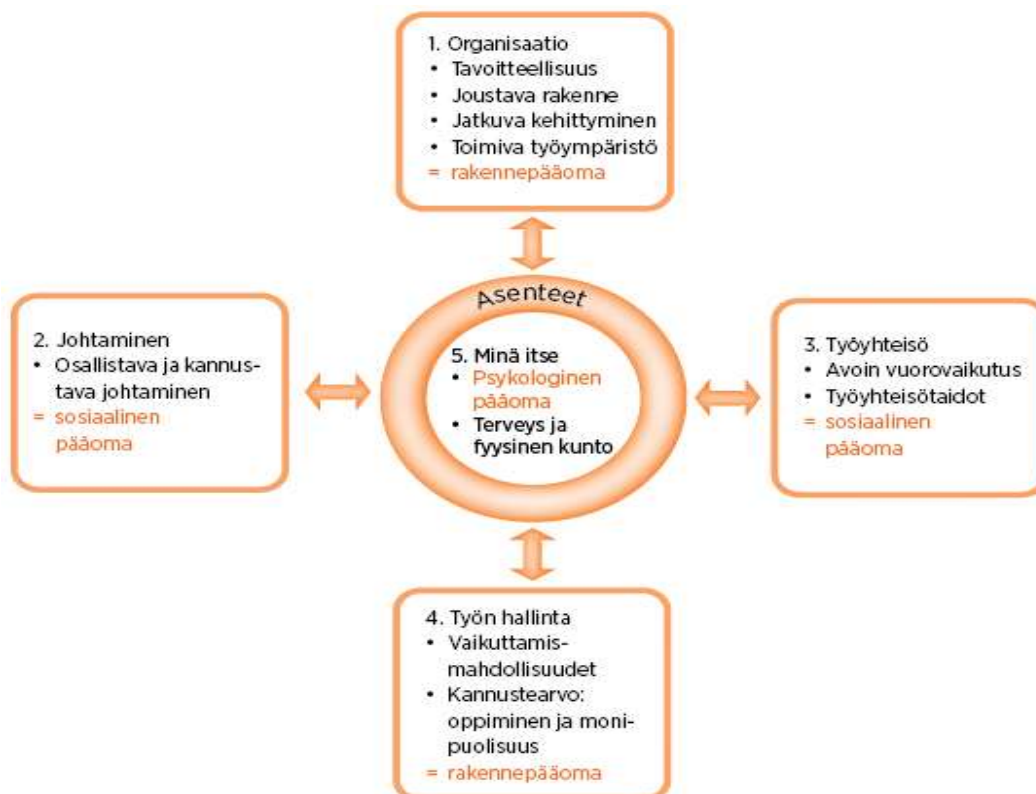 1. Organisaatio
• Tavoitteellisuus
• Joustava rakenne
• Jatkuva kehittyminen
• Toimiva työympäristö
= rakennepääoma
2. Johtaminen
• Osallistava ja kannus-
tava johtaminen
= sosiaalinen
pääoma
Asenteet
5. Minä itse
• Psykologinen
pääoma
• Terveys ja
fyysinen kunto
3. Työyhteisö
• Avoin vuorovaikutus
• Työyhteisötaidot
= sosiaalinen
pääoma
4. Työn hallinta
• Vaikuttamis-
mahdollisuudet
• Kannustearvo:
oppiminen ja moni-
puolisuus
= rakennepääoma